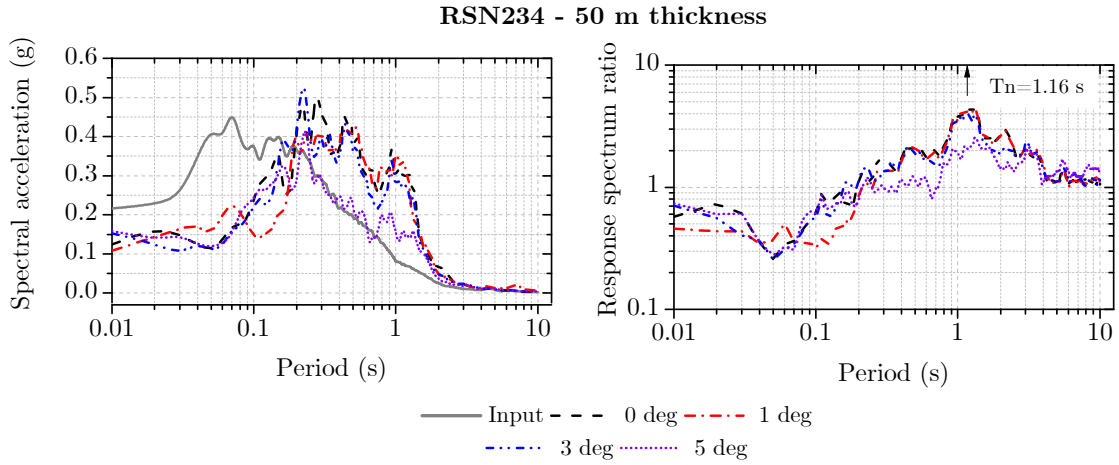 RSN234 - 50 m thickness
Spectral acceleration (g)
0.6
0.5
0.4
0.3
0.2
0.1
0.0
0.01
0.1
1
10
Period (s)
Response spectrum ratio
10
1
0.1
Tn=1.16 s
0.01
0.1
1
10
Period (s)
Input 0 deg 1 deg
3 deg 5 deg